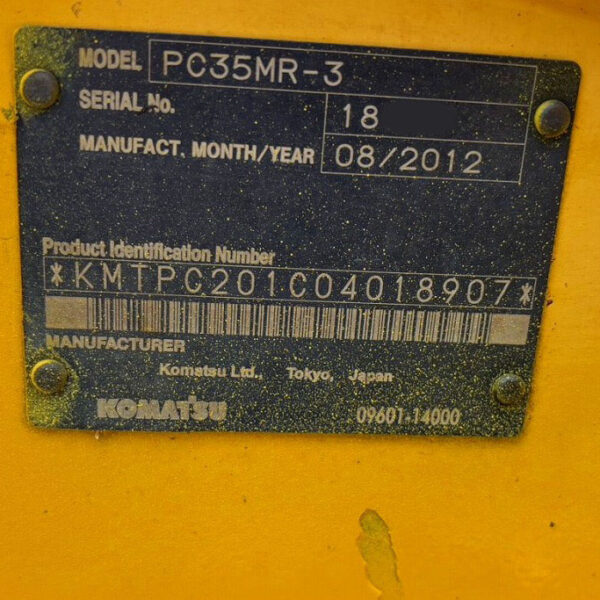 MODEL PC35MR-3
SERIAL No. 18
MANUFACT. MONTH/YEAR 08/2012
Product Identification Number
*KMTPC201C04018907*
MANUFACTURER
Komatsu Ltd., Tokyo, Japan
KOMATSU 09601-14000